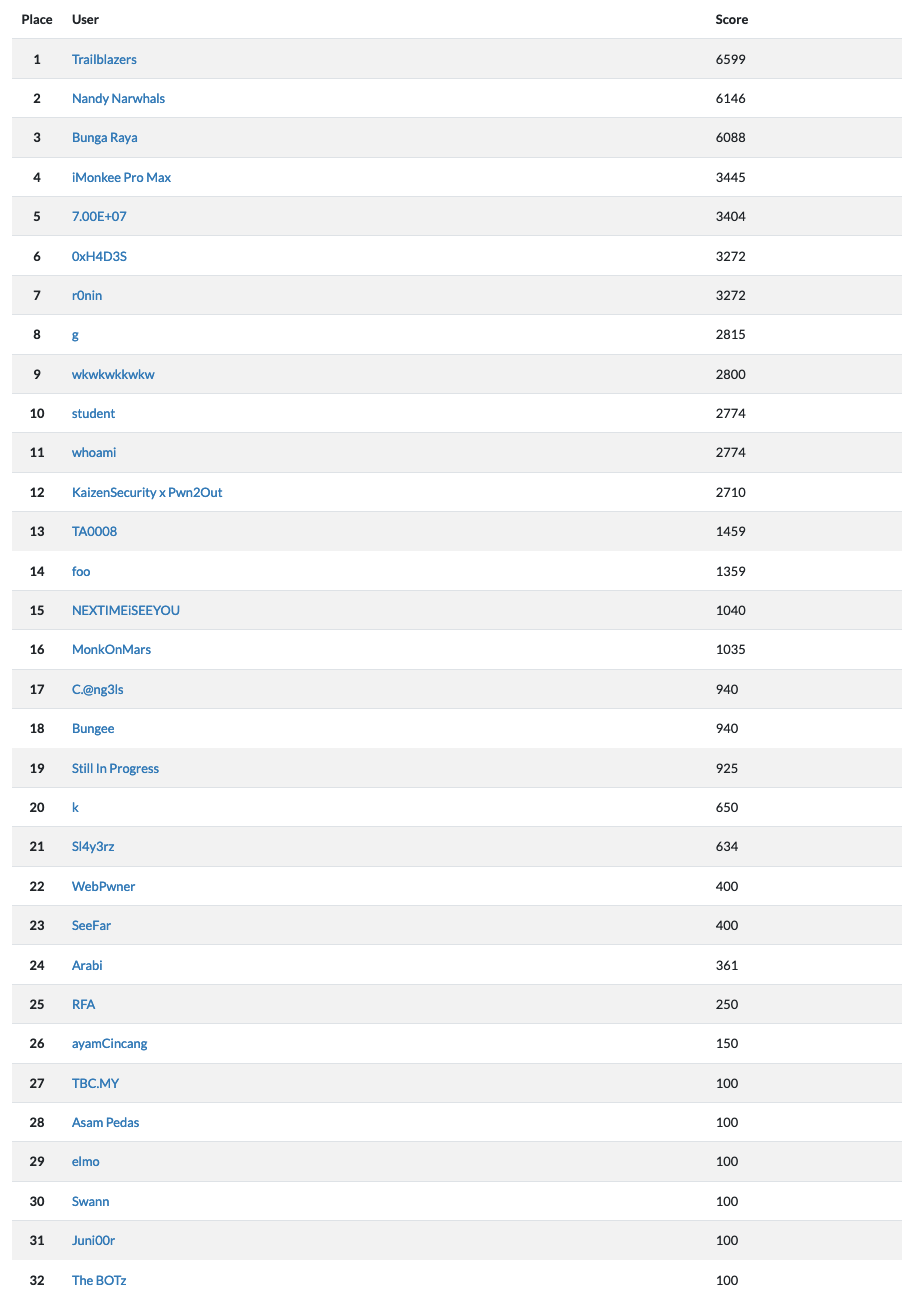 Place User Score
1 Trailblazers 6599
2 Nandy Narwhals 6146
3 Bunga Raya 6088
4 iMonkee Pro Max 3445
5 7.00E+07 3404
6 0xH4D3S 3272
7 r0nin 3272
8 g 2815
9 wkwkwkkwkw 2800
10 student 2774
11 whoami 2774
12 KaizenSecurity x Pwn2Out 2710
13 TA0008 1459
14 foo 1359
15 NEXTIMEiSEEYOU 1040
16 MonkOnMars 1035
17 C.@ng3ls 940
18 Bungee 940
19 Still In Progress 925
20 k 650
21 Sl4y3rz 634
22 WebPwner 400
23 SeeFar 400
24 Arabi 361
25 RFA 250
26 ayamCincang 150
27 TBC.MY 100
28 Asam Pedas 100
29 elmo 100
30 Swann 100
31 Juni00r 100
32 The BOTz 100